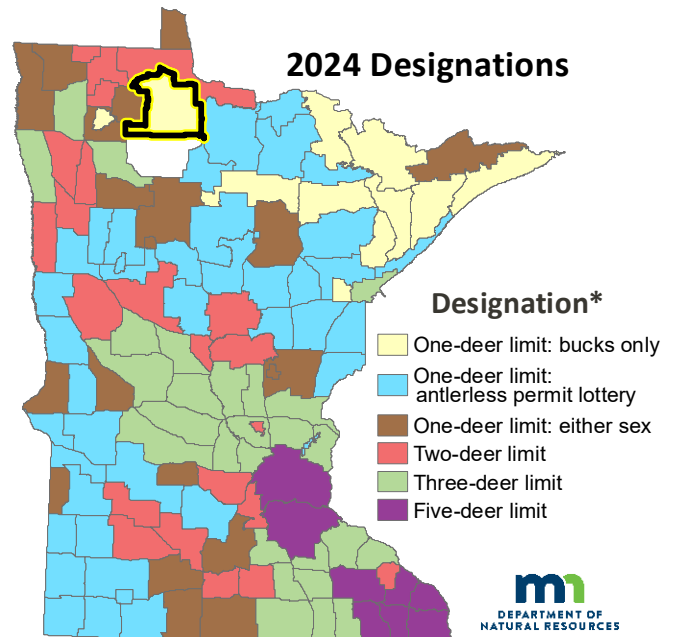 2024 Designations
Designation*
One-deer limit: bucks only
One-deer limit:
antlerless permit lottery
One-deer limit: either sex
Two-deer limit
Three-deer limit
Five-deer limit
mn
DEPARTMENT OF
NATURAL RESOURCES